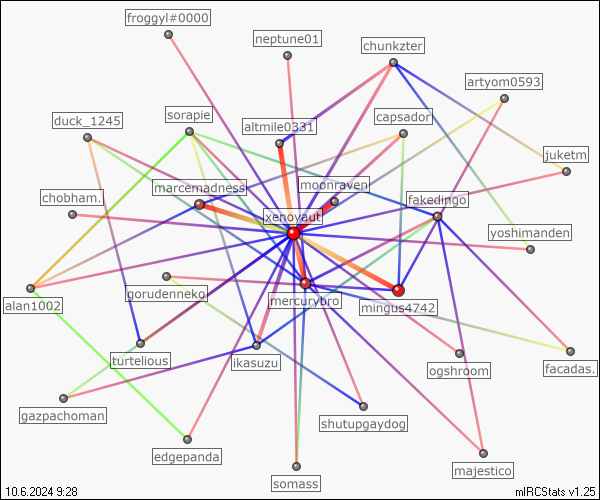 froggyl#0000
neptune01
chunkzter
artyom0593
sorapie
capsador
duck_1245
altmile0331
juketm
marcemadness
moonraven
chobham.
fakedingo
xenoyaut
yoshimanden
gorudenneko
mercurybro
alan1002
mingus4742
turtelious
ikasuzu
ogshroom
facadas.
gazpachoman
shutupgaydog
edgepanda
majestico
somass
10.6.2024 9:28
mIRCStats v1.25